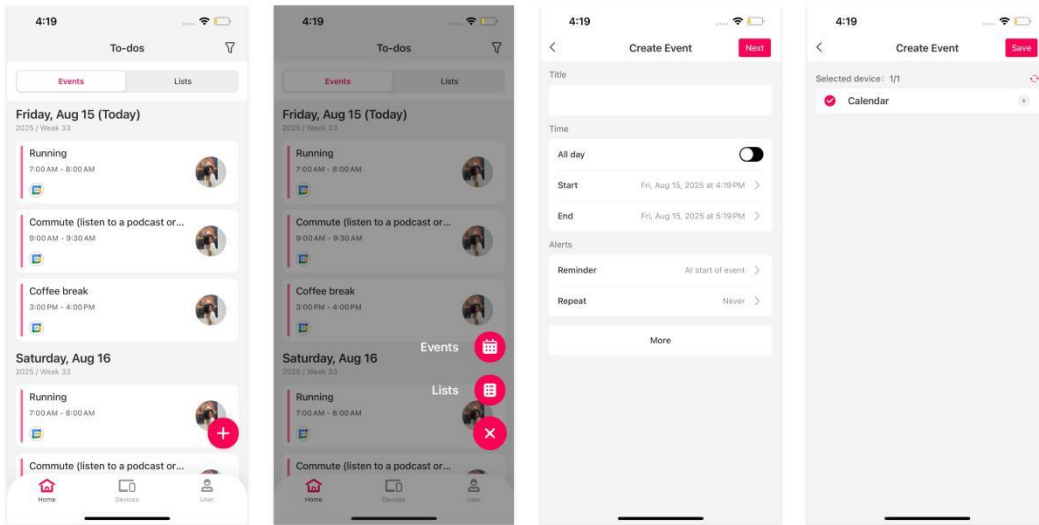 4:19
To-dos
Events Lists
Friday, Aug 15 (Today)
2025 / Week 33
Running
7:00 AM - 8:00 AM
Commute (listen to a podcast or...
9:00 AM - 9:30 AM
Coffee break
3:00 PM - 4:00 PM
Saturday, Aug 16
2025 / Week 33
Running
7:00 AM - 8:00 AM
Commute (listen to a podcast or...
Home Devices User
4:19
To-dos
Events Lists
Friday, Aug 15 (Today)
2025 / Week 33
Running
7:00 AM - 8:00 AM
Commute (listen to a podcast or...
9:00 AM - 9:30 AM
Coffee break
3:00 PM - 4:00 PM
Events
Saturday, Aug 16
2025 / Week 33
Lists
Running
7:00 AM - 8:00 AM
Commute (listen to a podcast or...
Home Devices User
4:19
Create Event Next
Title
Time
All day
Start Fri, Aug 15, 2025 at 4:19 PM
End Fri, Aug 15, 2025 at 5:19 PM
Alerts
Reminder At start of event
Repeat Never
More
4:19
Create Event Save
Selected device: 1/1
Calendar